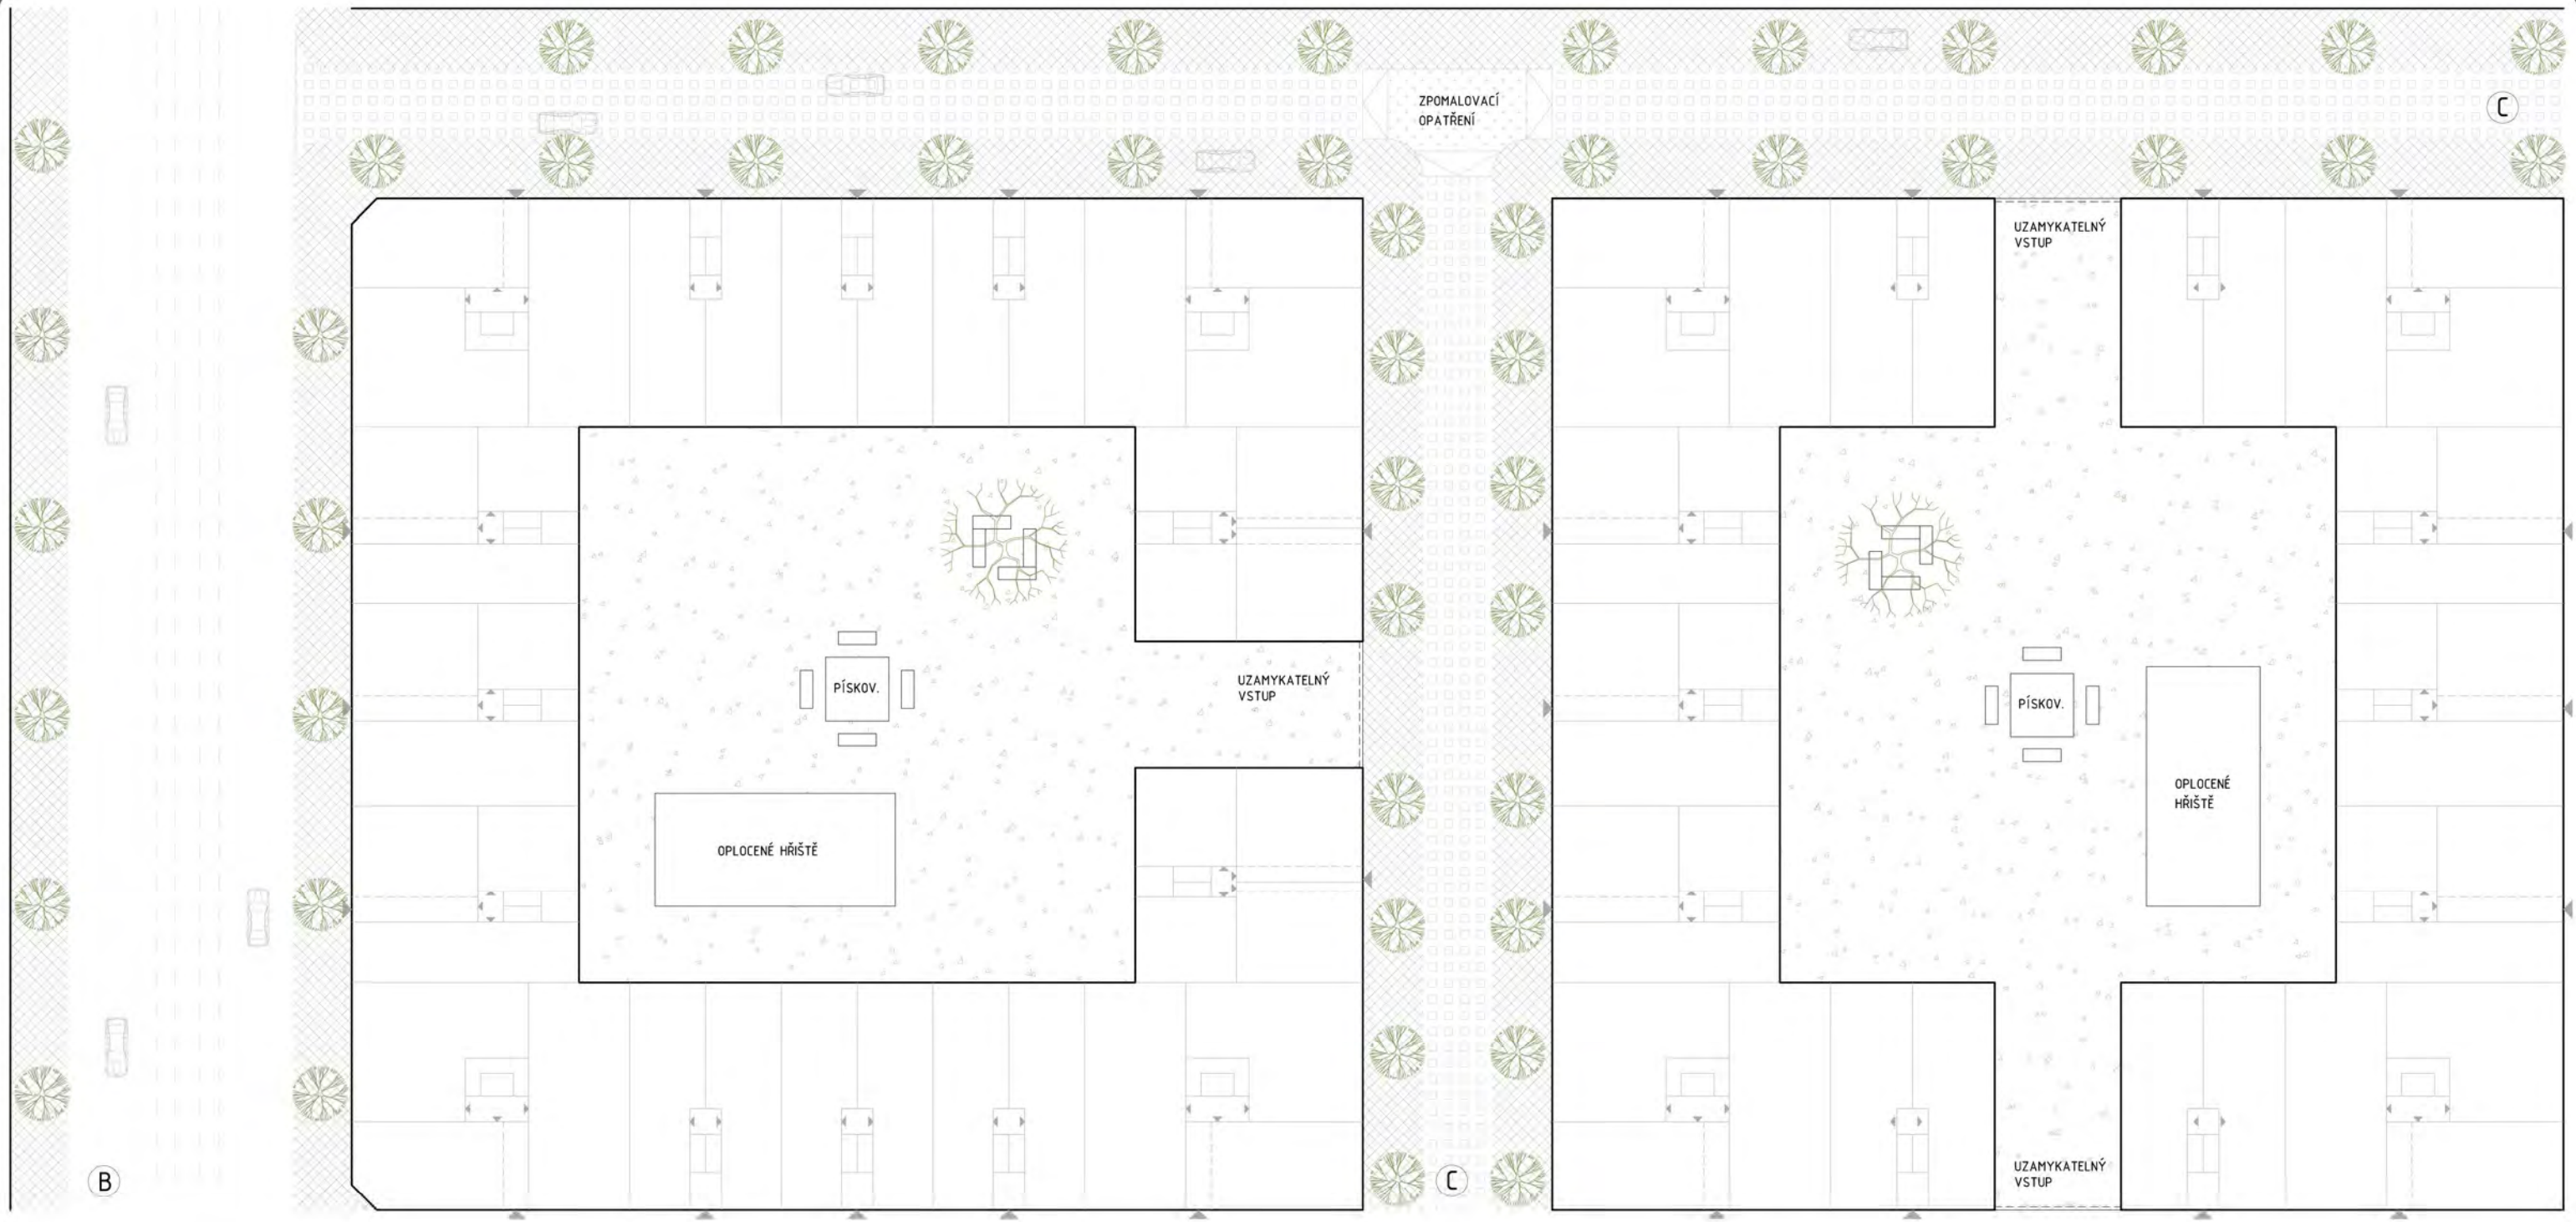 ZPOMALOVACÍ
OPATŘENÍ
C
UZAMYKATELNÝ
VSTUP
UZAMYKATELNÝ
VSTUP
PÍSKOV.
PÍSKOV.
OPLOCENÉ
HŘIŠTĚ
OPLOCENÉ HŘIŠTĚ
UZAMYKATELNÝ
VSTUP
B
C